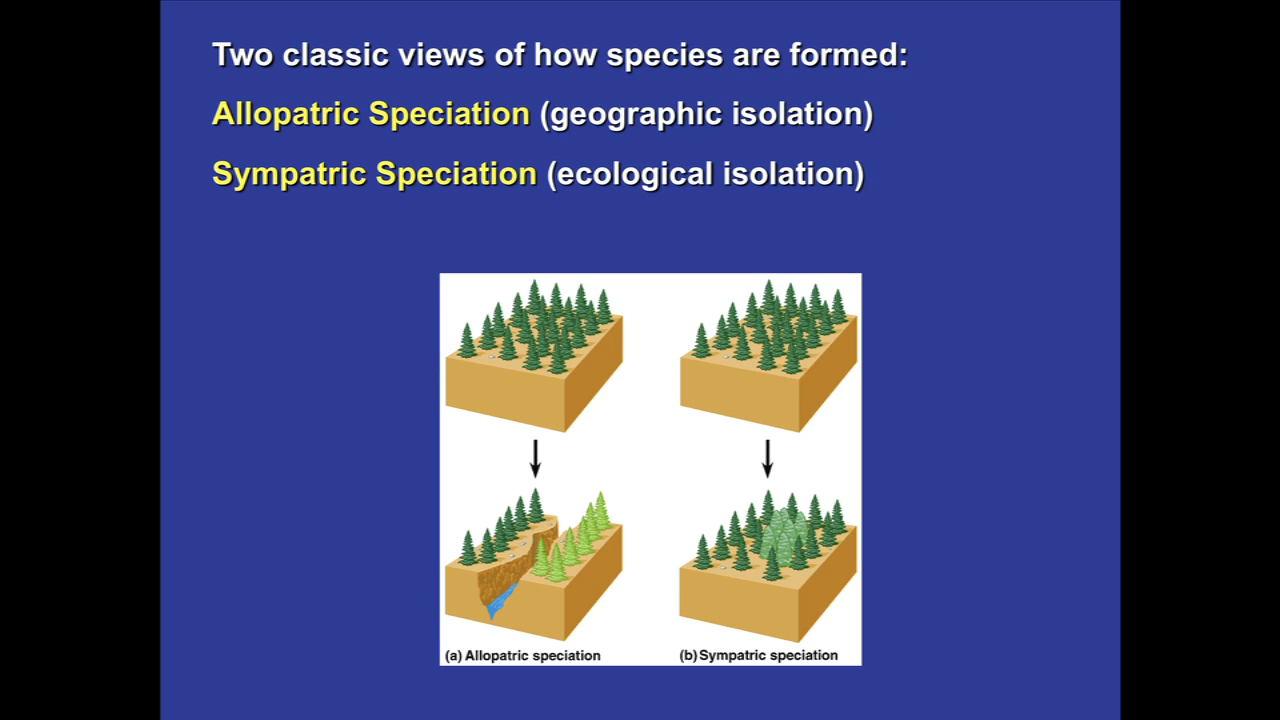 Two classic views of how species are formed:
Allopatric Speciation (geographic isolation)
Sympatric Speciation (ecological isolation)
(a) Allopatric speciation
(b) Sympatric speciation